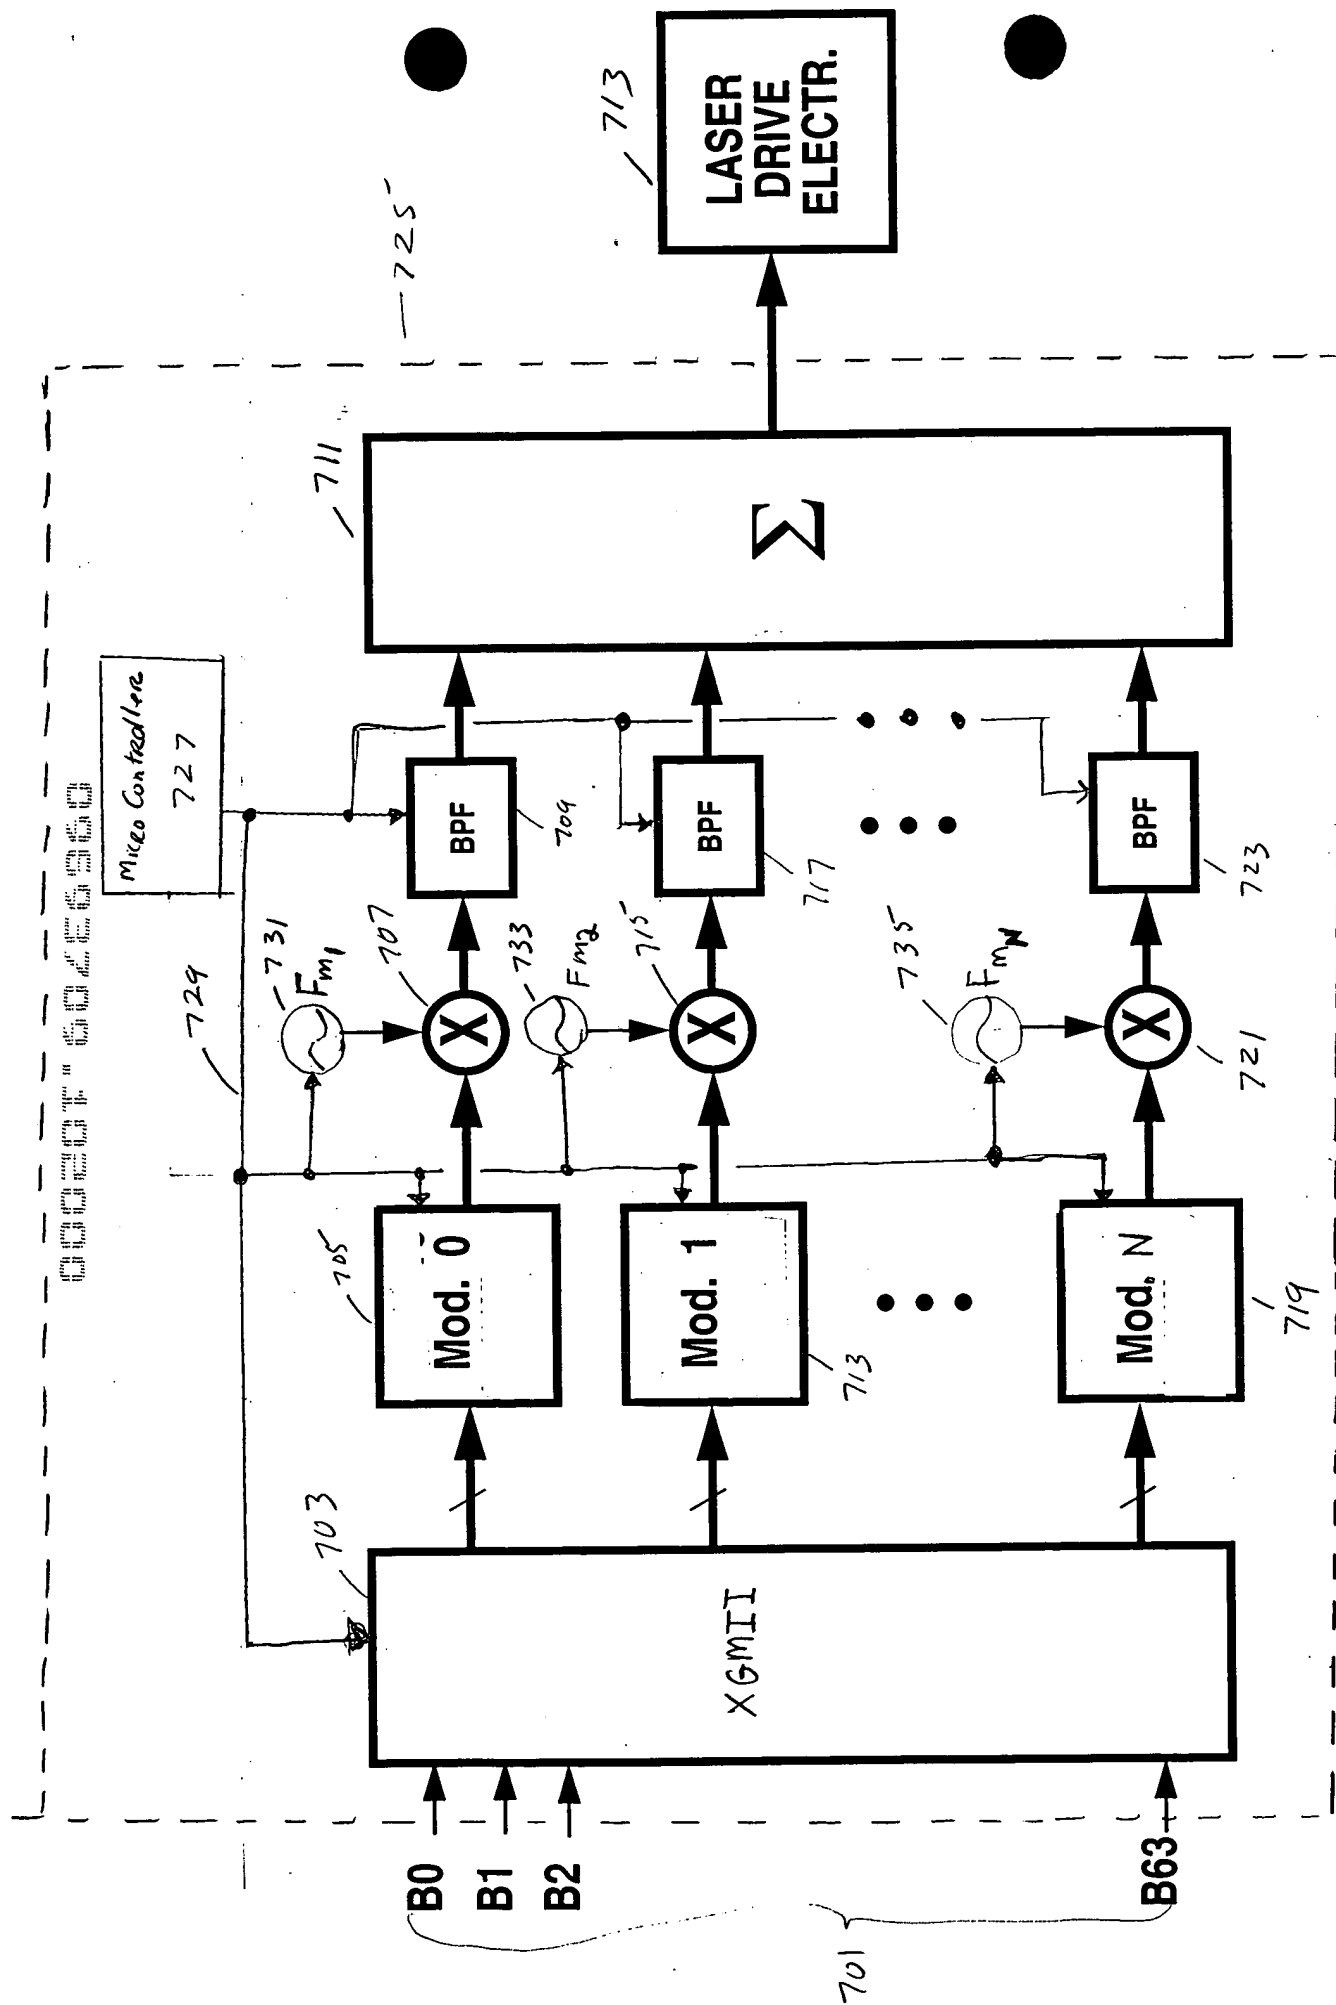 09693709.102000
Micro Controller
727
729
725
703
711
713
LASER
DRIVE
ELECTR.
731
Fm1
705
Mod. 0
707
X
BPF
709
733
Fm2
Mod. 1
713
715
X
BPF
717
XGMII
Σ
735
FmN
Mod. N
719
X
721
BPF
723
B0
B1
B2
B63
701